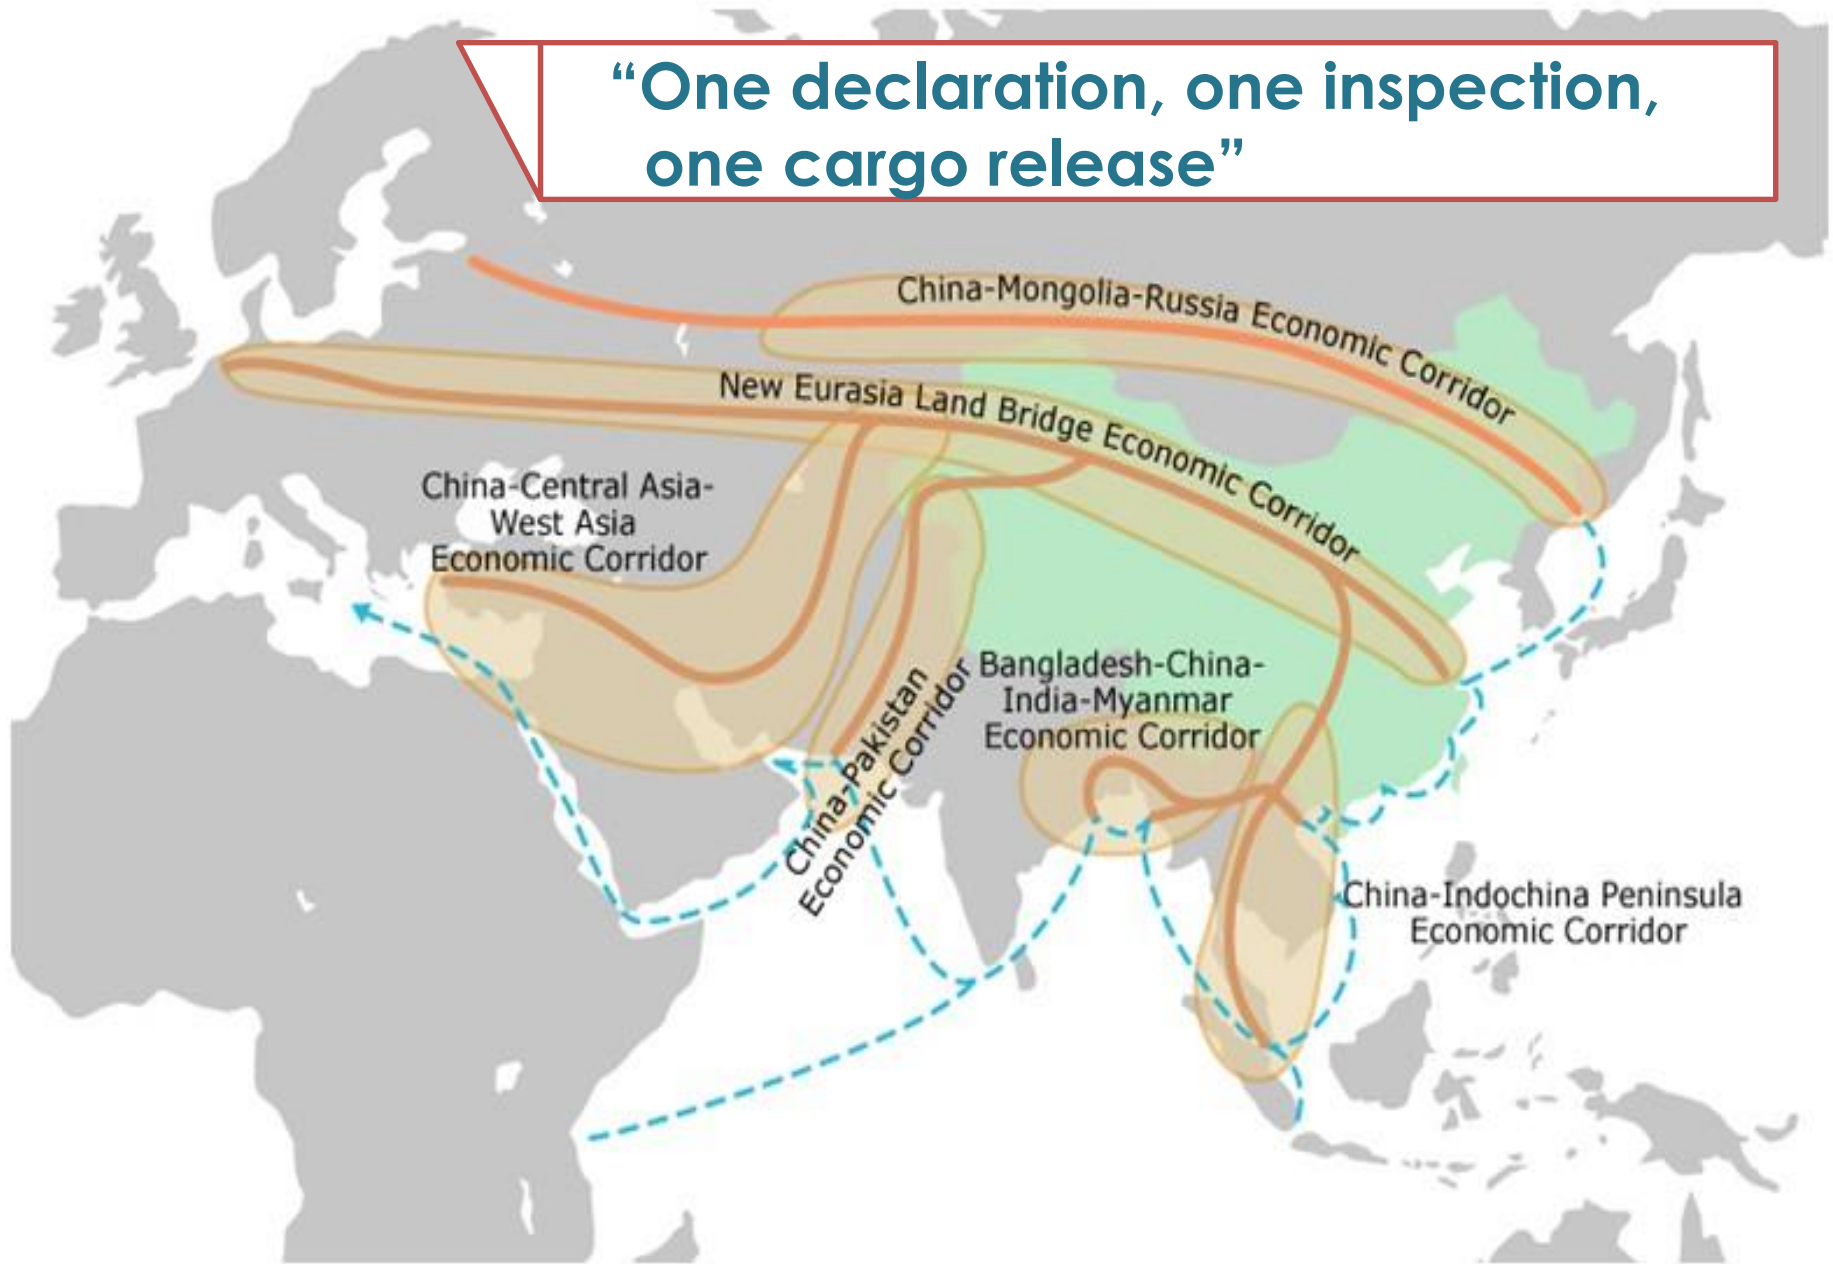 “One declaration, one inspection,
one cargo release”
China-Mongolia-Russia Economic Corridor
New Eurasia Land Bridge Economic Corridor
China-Central Asia-
West Asia
Economic Corridor
China-Pakistan
Economic Corridor
Bangladesh-China-
India-Myanmar
Economic Corridor
China-Indochina Peninsula
Economic Corridor